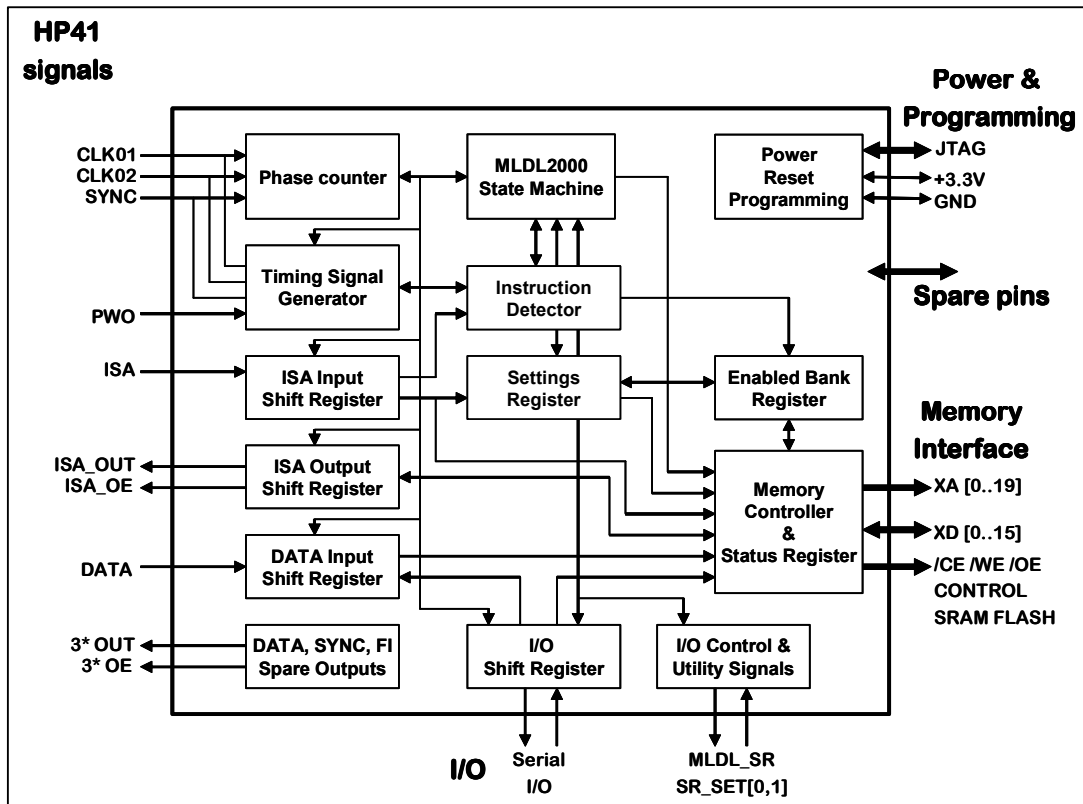 HP41
signals
Power &
Programming
CLK01
CLK02
SYNC
Phase counter
MLDL2000
State Machine
Power
Reset
Programming
JTAG
+3.3V
GND
Timing Signal
Generator
Instruction
Detector
Spare pins
PWO
ISA
ISA Input
Shift Register
Settings
Register
Enabled Bank
Register
Memory
Interface
ISA_OUT
ISA_OE
ISA Output
Shift Register
Memory
Controller
&
Status Register
XA [0..19]
XD [0..15]
/CE /WE /OE
CONTROL
SRAM FLASH
DATA
DATA Input
Shift Register
3* OUT
3* OE
DATA, SYNC, FI
Spare Outputs
I/O
Shift Register
I/O Control &
Utility Signals
I/O
Serial
I/O
MLDL_SR
SR_SET[0,1]